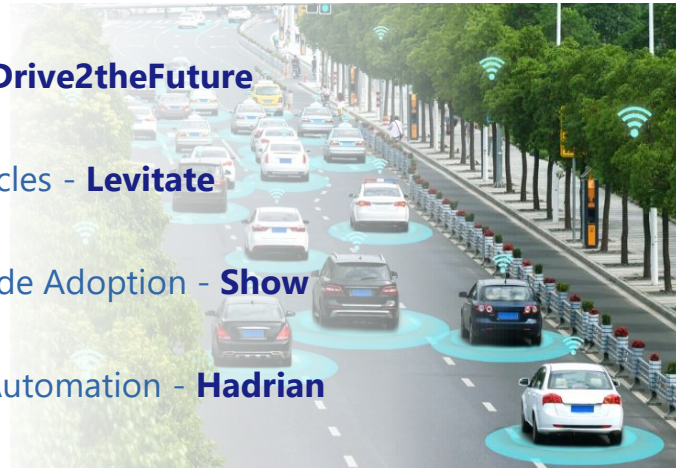 Drive2theFuture
cles - Levitate
de Adoption - Show
Automation - Hadrian